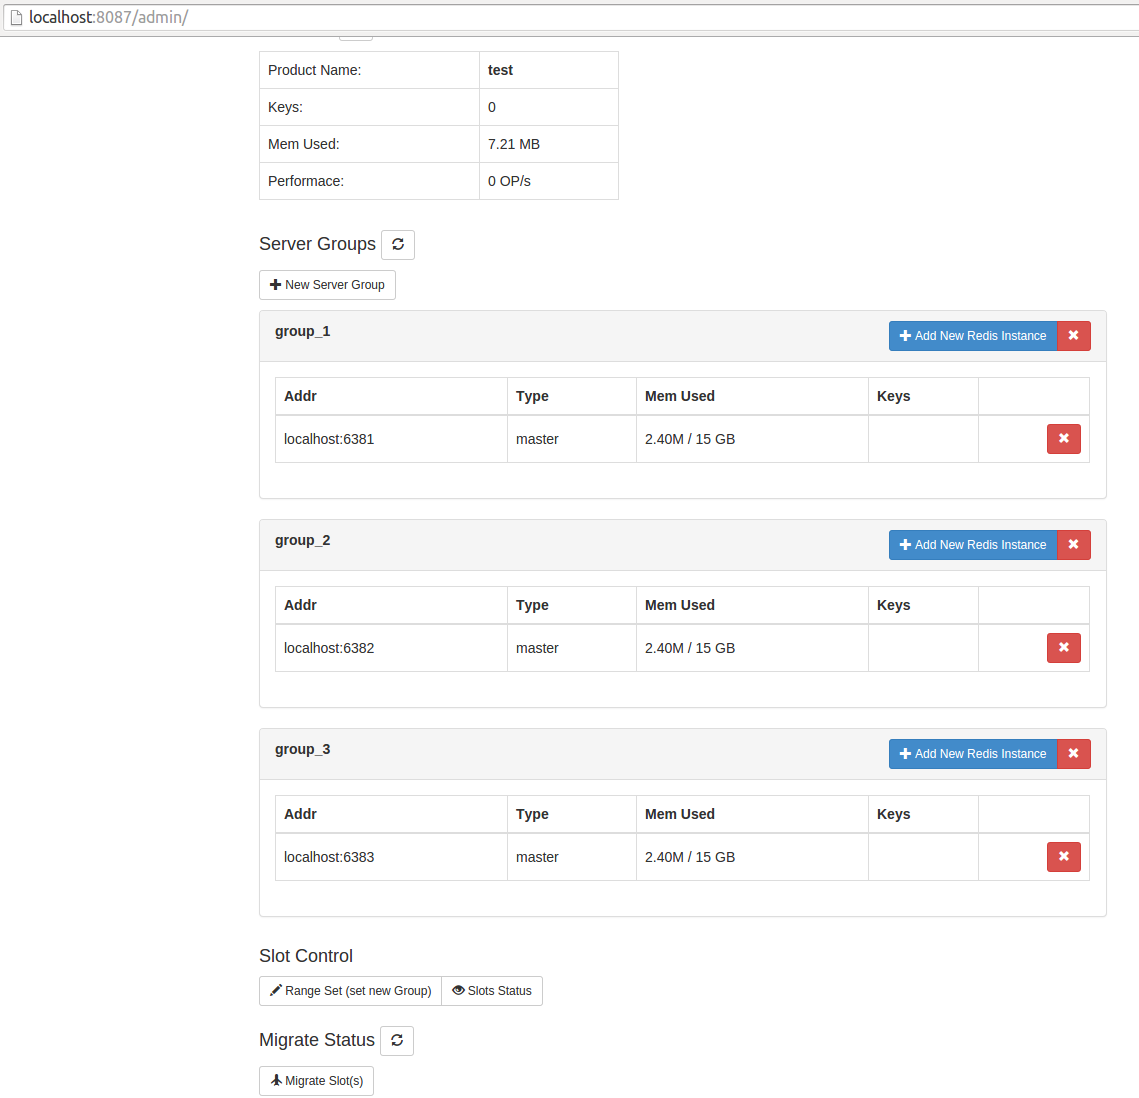 localhost:8087/admin/
Product Name: test
Keys: 0
Mem Used: 7.21 MB
Performace: 0 OP/s
Server Groups
New Server Group
group_1 Add New Redis Instance
Addr Type Mem Used Keys
localhost:6381 master 2.40M / 15 GB
group_2 Add New Redis Instance
Addr Type Mem Used Keys
localhost:6382 master 2.40M / 15 GB
group_3 Add New Redis Instance
Addr Type Mem Used Keys
localhost:6383 master 2.40M / 15 GB
Slot Control
Range Set (set new Group) Slots Status
Migrate Status
Migrate Slot(s)